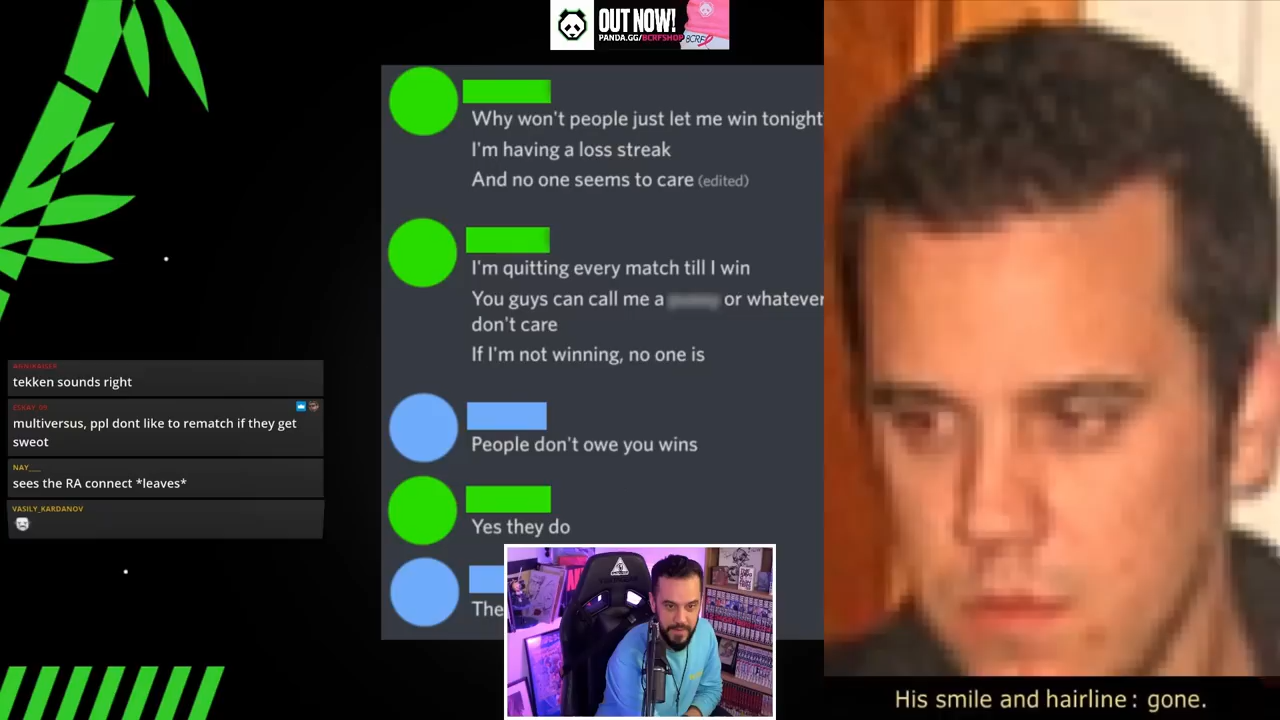 OUT NOW!
PANDA.GG/BCRFSHOP
BCRF
Why won't people just let me win tonight
I'm having a loss streak
And no one seems to care (edited)
I'm quitting every match till I win
You guys can call me a or whatever
don't care
If I'm not winning, no one is
People don't owe you wins
Yes they do
The
ANNIKAISER
tekken sounds right
ESKAY_09
multiversus, ppl dont like to rematch if they get
sweot
NAY___
sees the RA connect *leaves*
VASILY_KARDANOV
His smile and hairline: gone.